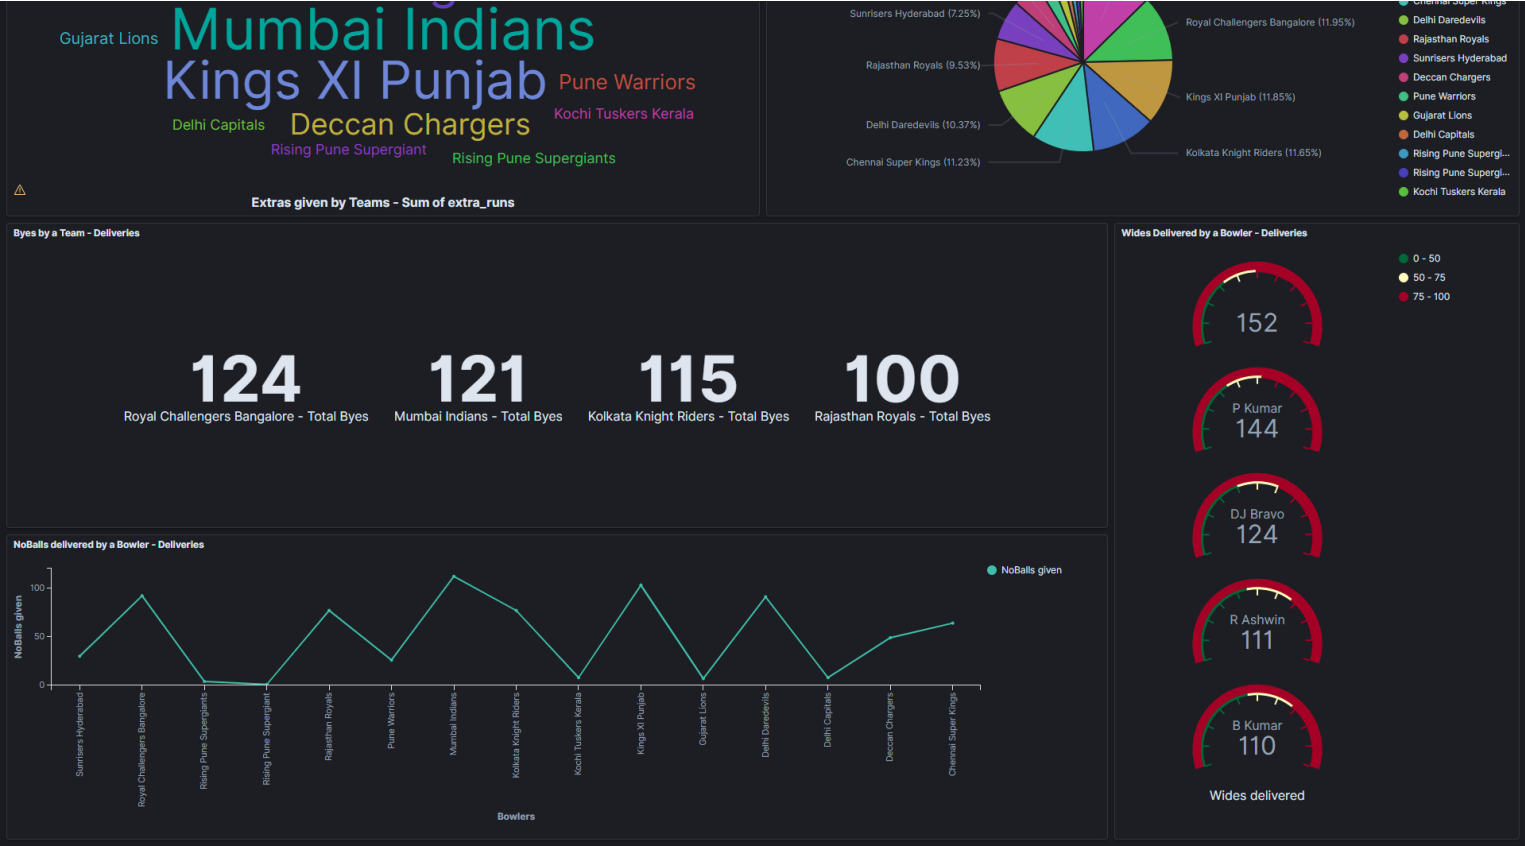 Mumbai Indians
Gujarat Lions
Kings XI Punjab
Pune Warriors
Kochi Tuskers Kerala
Delhi Capitals
Deccan Chargers
Rising Pune Supergiant
Rising Pune Supergiants
Extras given by Teams - Sum of extra_runs
Sunrisers Hyderabad (7.25%)
Royal Challengers Bangalore (11.95%)
Rajasthan Royals (9.53%)
Kings XI Punjab (11.85%)
Delhi Daredevils (10.37%)
Kolkata Knight Riders (11.65%)
Chennai Super Kings (11.23%)
Chennai Super Kings
Delhi Daredevils
Rajasthan Royals
Sunrisers Hyderabad
Deccan Chargers
Pune Warriors
Gujarat Lions
Delhi Capitals
Rising Pune Supergi...
Rising Pune Supergi...
Kochi Tuskers Kerala
Byes by a Team - Deliveries
124
Royal Challengers Bangalore - Total Byes
121
Mumbai Indians - Total Byes
115
Kolkata Knight Riders - Total Byes
100
Rajasthan Royals - Total Byes
Wides Delivered by a Bowler - Deliveries
0 - 50
50 - 75
75 - 100
152
P Kumar
144
DJ Bravo
124
R Ashwin
111
B Kumar
110
Wides delivered
NoBalls delivered by a Bowler - Deliveries
NoBalls given
NoBalls given
100
50
0
Sunrisers Hyderabad
Royal Challengers Bangalore
Rising Pune Supergiants
Rising Pune Supergiant
Rajasthan Royals
Pune Warriors
Mumbai Indians
Kolkata Knight Riders
Kochi Tuskers Kerala
Kings XI Punjab
Gujarat Lions
Delhi Daredevils
Delhi Capitals
Deccan Chargers
Chennai Super Kings
Bowlers